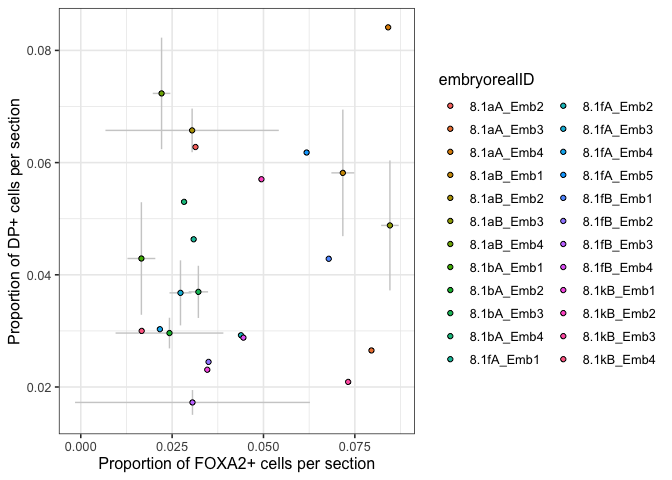 0.08
0.06
0.04
0.02
Proportion of DP+ cells per section
0.000
0.025
0.050
0.075
Proportion of FOXA2+ cells per section
embryorealID
8.1aA_Emb2
8.1aA_Emb3
8.1aA_Emb4
8.1aB_Emb1
8.1aB_Emb2
8.1aB_Emb3
8.1aB_Emb4
8.1bA_Emb1
8.1bA_Emb2
8.1bA_Emb3
8.1bA_Emb4
8.1fA_Emb1
8.1fA_Emb2
8.1fA_Emb3
8.1fA_Emb4
8.1fA_Emb5
8.1fB_Emb1
8.1fB_Emb2
8.1fB_Emb3
8.1fB_Emb4
8.1kB_Emb1
8.1kB_Emb2
8.1kB_Emb3
8.1kB_Emb4